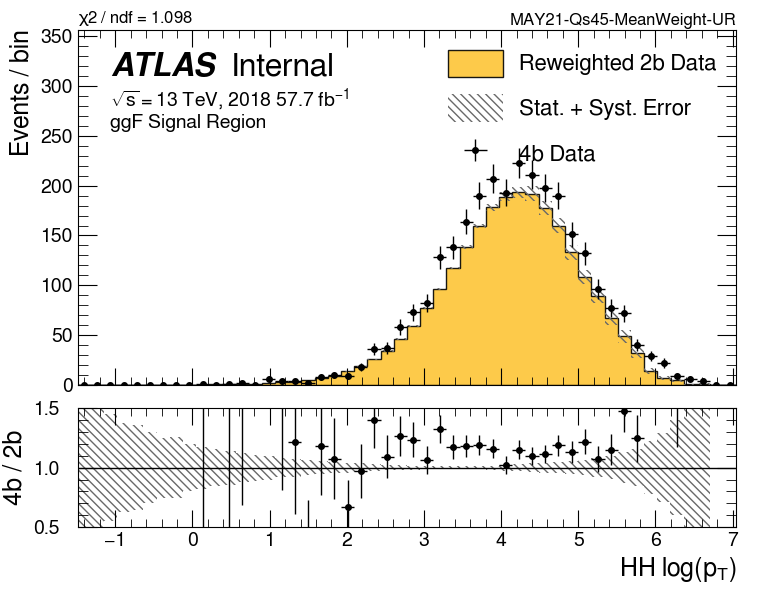 χ2 / ndf = 1.098
MAY21-Qs45-MeanWeight-UR
Events / bin
350
300
250
200
150
100
50
0
ATLAS Internal
√s = 13 TeV, 2018 57.7 fb⁻¹
ggF Signal Region
Reweighted 2b Data
Stat. + Syst. Error
4b Data
4b / 2b
1.5
1.0
0.5
−1 0 1 2 3 4 5 6 7
HH log(pT)